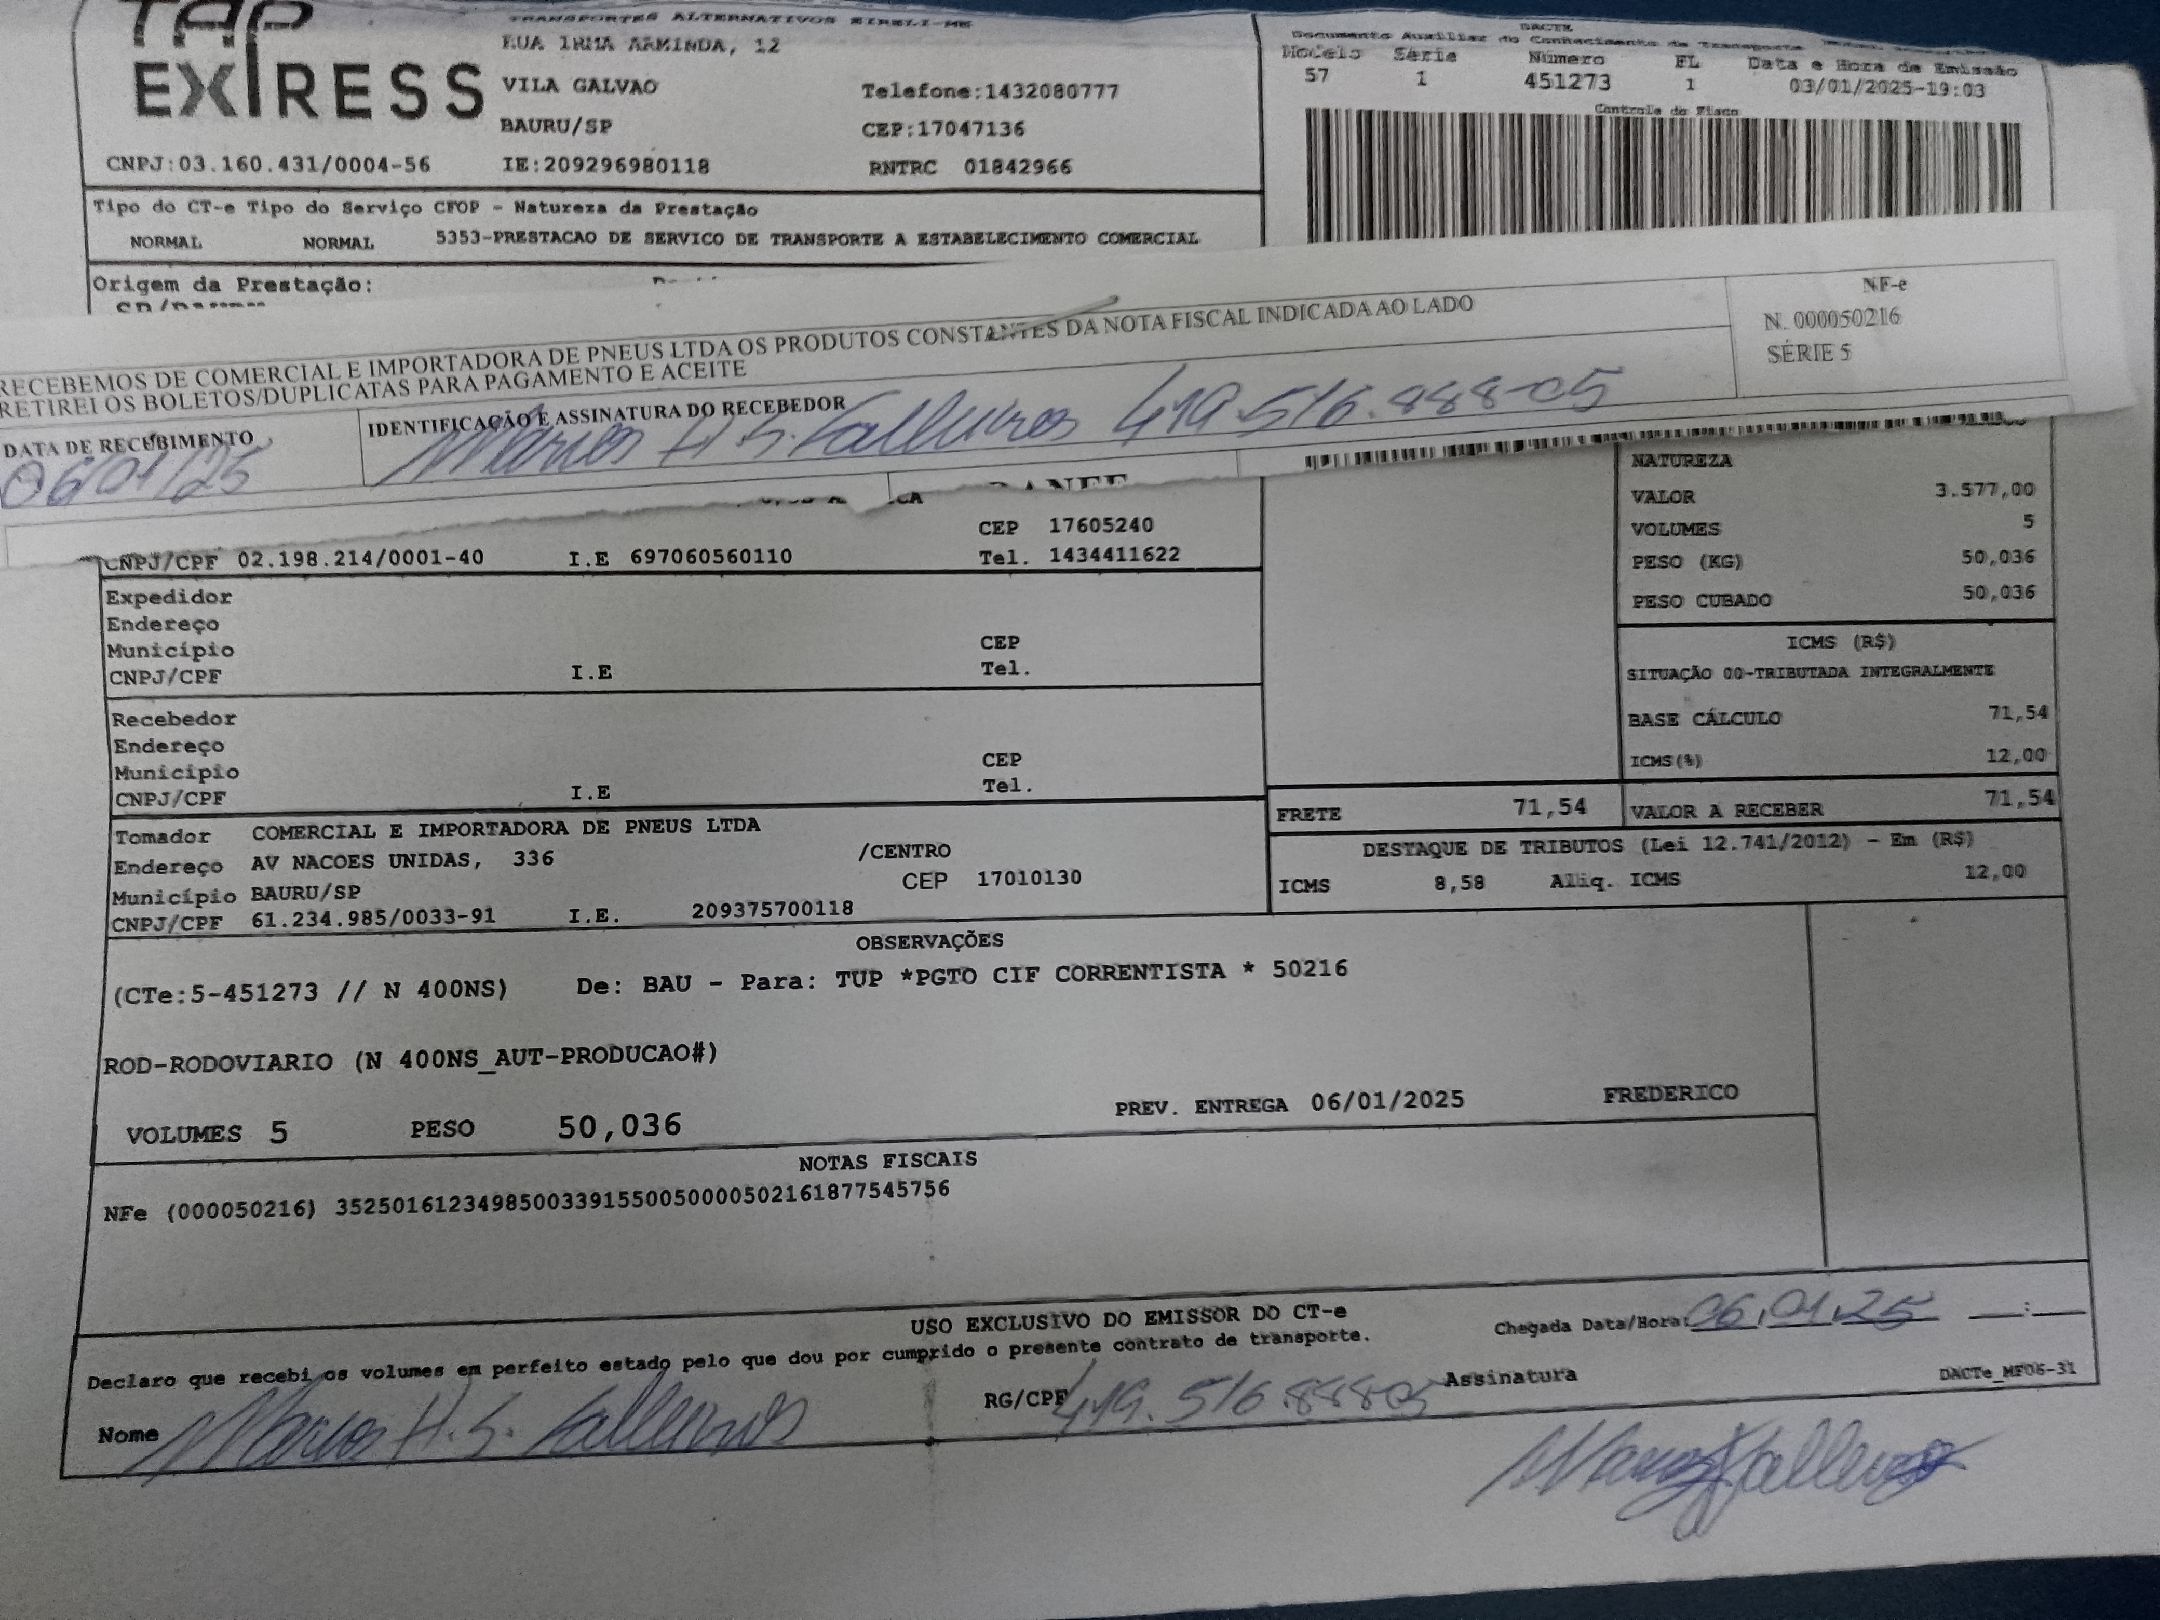 TAP
EXPRESS
TRANSPORTES ALTERNATIVOS EIRELI-ME
RUA IRMA ARMINDA, 12
VILA GALVAO Telefone:1432080777
BAURU/SP CEP:17047136
CNPJ:03.160.431/0004-56 IE:209296980118 RNTRC 01842966
DACTE
Documento Auxiliar do Conhecimento de Transporte
Modelo Série Número FL Data e Hora de Emissão
57 1 451273 1 03/01/2025-19:03
Controle do Fisco
Tipo do CT-e Tipo do Serviço CFOP - Natureza da Prestação
NORMAL NORMAL 5353-PRESTACAO DE SERVICO DE TRANSPORTE A ESTABELECIMENTO COMERCIAL
Origem da Prestação:
RECEBEMOS DE COMERCIAL E IMPORTADORA DE PNEUS LTDA OS PRODUTOS CONSTANTES DA NOTA FISCAL INDICADA AO LADO
RETIREI OS BOLETOS/DUPLICATAS PARA PAGAMENTO E ACEITE
NF-e
N. 000050216
SÉRIE 5
DATA DE RECEBIMENTO IDENTIFICAÇÃO E ASSINATURA DO RECEBEDOR
06/01/25 H. S. 419.516.888-05
DANFE
CEP 17605240
CNPJ/CPF 02.198.214/0001-40 I.E 697060560110 Tel. 1434411622
NATUREZA
VALOR 3.577,00
VOLUMES 5
PESO (KG) 50,036
PESO CUBADO 50,036
Expedidor
Endereço
Município CEP
CNPJ/CPF I.E Tel.
ICMS (R$)
SITUAÇÃO 00-TRIBUTADA INTEGRALMENTE
BASE CÁLCULO 71,54
ICMS(%) 12,00
Recebedor
Endereço
Município CEP
CNPJ/CPF I.E Tel.
FRETE 71,54 VALOR A RECEBER 71,54
Tomador COMERCIAL E IMPORTADORA DE PNEUS LTDA
Endereço AV NACOES UNIDAS, 336 /CENTRO
Município BAURU/SP CEP 17010130
CNPJ/CPF 61.234.985/0033-91 I.E. 209375700118
DESTAQUE DE TRIBUTOS (Lei 12.741/2012) - Em (R$)
ICMS 8,58 Aliq. ICMS 12,00
OBSERVAÇÕES
(CTe:5-451273 // N 400NS) De: BAU - Para: TUP *PGTO CIF CORRENTISTA * 50216
ROD-RODOVIARIO (N 400NS_AUT-PRODUCAO#)
VOLUMES 5 PESO 50,036 PREV. ENTREGA 06/01/2025 FREDERICO
NOTAS FISCAIS
NFe (000050216) 35250161234985003391550050000502161877545756
USO EXCLUSIVO DO EMISSOR DO CT-e
Declaro que recebi os volumes em perfeito estado pelo que dou por cumprido o presente contrato de transporte.
Chegada Data/Hora: 06.01.25 __:__
Nome H. S. RG/CPF 419.516.888-05 Assinatura
DACTe_MF06-31